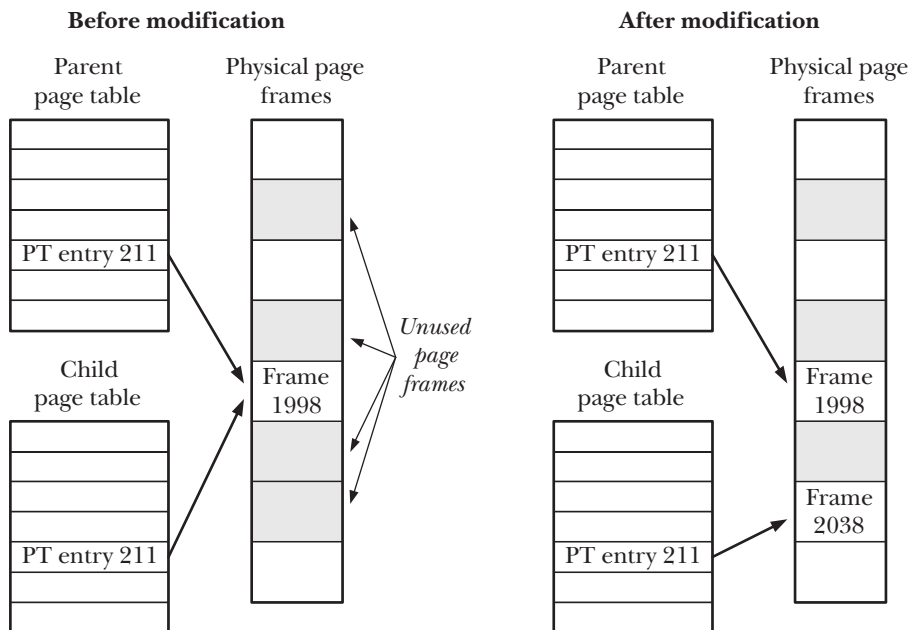 Before modification
Parent
page table
Physical page
frames
PT entry 211
Frame
1998
Unused
page
frames
Child
page table
PT entry 211
After modification
Parent
page table
Physical page
frames
PT entry 211
Frame
1998
Child
page table
Frame
2038
PT entry 211